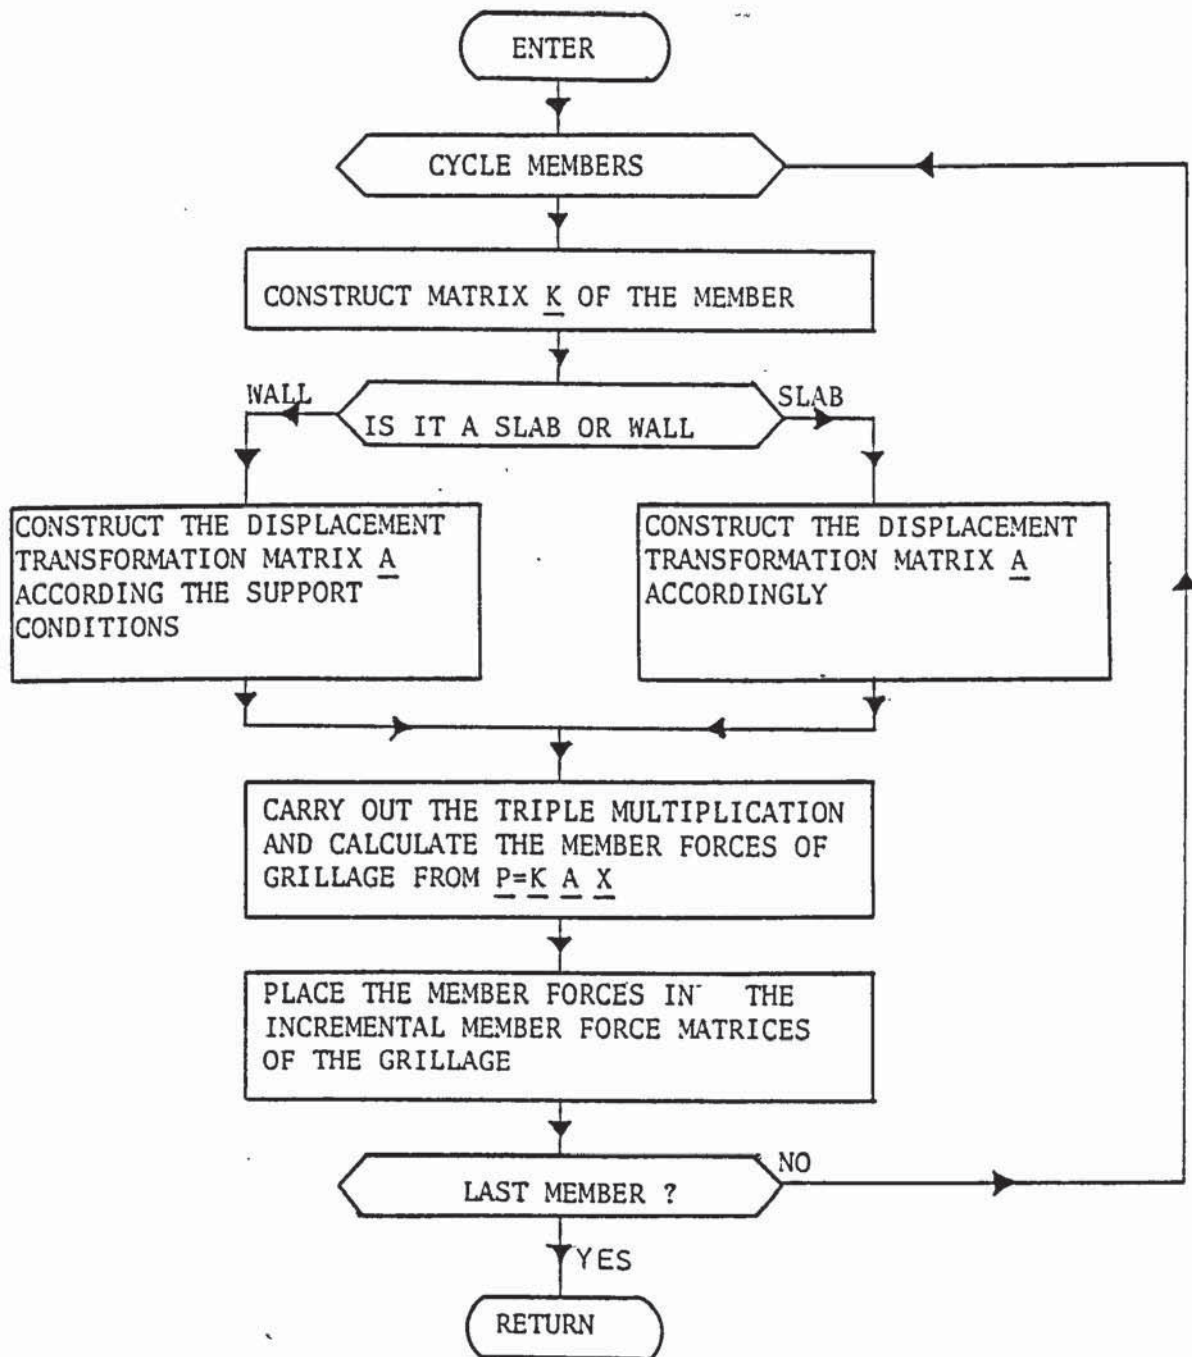 ENTER
CYCLE MEMBERS
CONSTRUCT MATRIX K OF THE MEMBER
WALL
SLAB
IS IT A SLAB OR WALL
CONSTRUCT THE DISPLACEMENT
TRANSFORMATION MATRIX A
ACCORDING THE SUPPORT
CONDITIONS
CONSTRUCT THE DISPLACEMENT
TRANSFORMATION MATRIX A
ACCORDINGLY
CARRY OUT THE TRIPLE MULTIPLICATION
AND CALCULATE THE MEMBER FORCES OF
GRILLAGE FROM P=K A X
PLACE THE MEMBER FORCES IN THE
INCREMENTAL MEMBER FORCE MATRICES
OF THE GRILLAGE
NO
LAST MEMBER ?
YES
RETURN